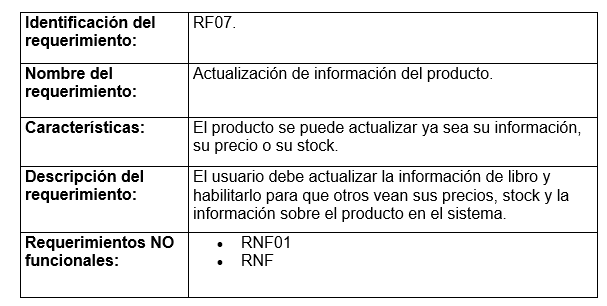 Identificación del
requerimiento:
RF07.
Nombre del
requerimiento:
Actualización de información del producto.
Características:
El producto se puede actualizar ya sea su información,
su precio o su stock.
Descripción del
requerimiento:
El usuario debe actualizar la información de libro y
habilitarlo para que otros vean sus precios, stock y la
información sobre el producto en el sistema.
Requerimientos NO
funcionales:
• RNF01
• RNF